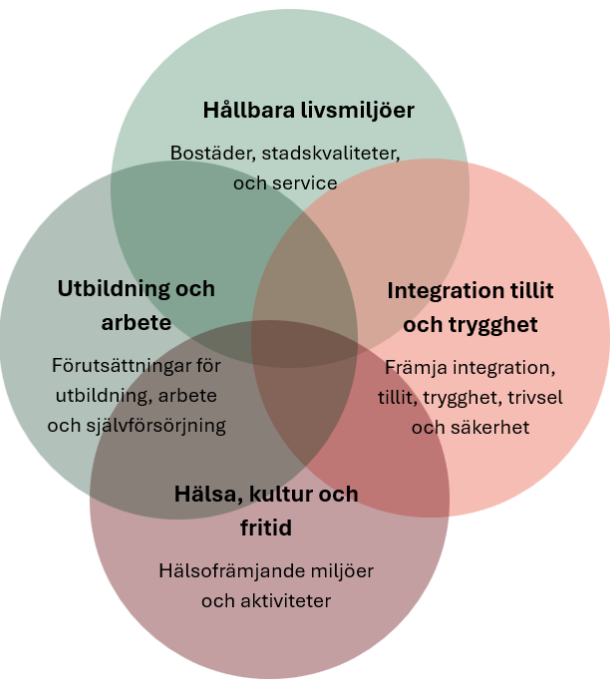 Hållbara livsmiljöer
Bostäder, stadskvaliteter,
och service
Utbildning och
arbete
Förutsättningar för
utbildning, arbete
och självförsörjning
Integration tillit
och trygghet
Främja integration,
tillit, trygghet, trivsel
och säkerhet
Hälsa, kultur och
fritid
Hälsofrämjande miljöer
och aktiviteter